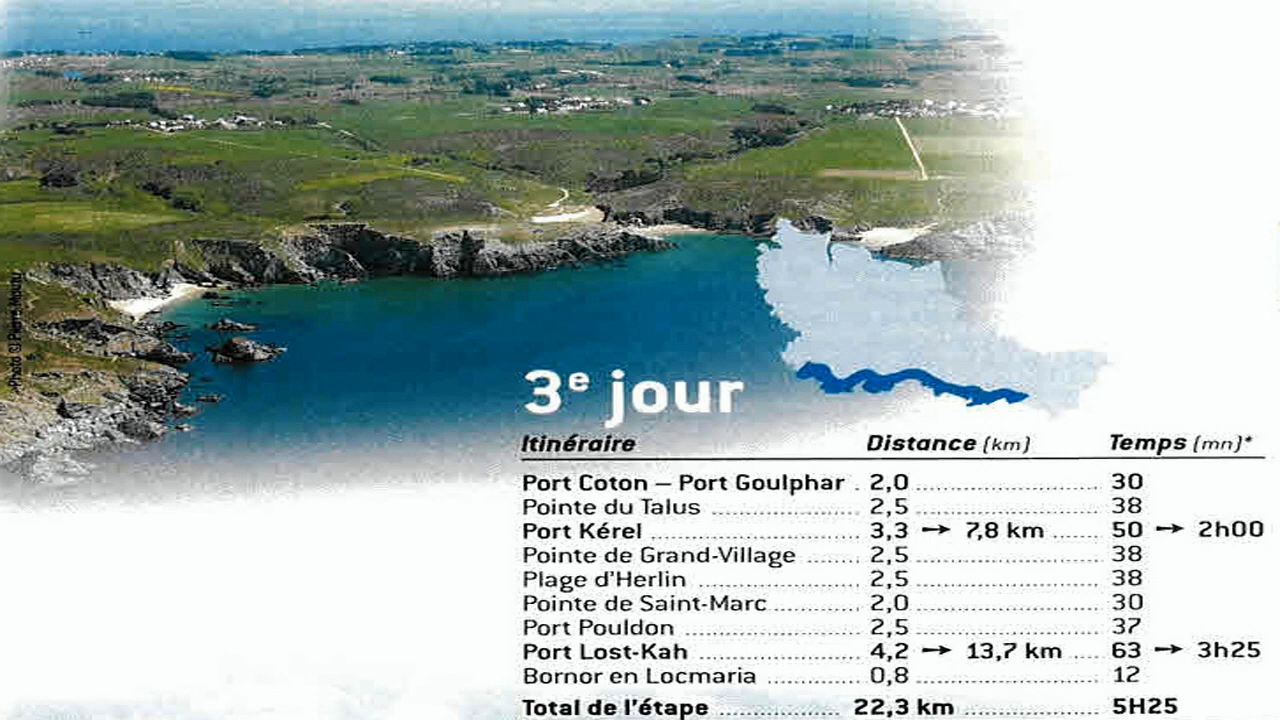 3e jour
Itinéraire Distance (km) Temps (mn)*
Port Coton – Port Goulphar . 2,0 .......... 30
Pointe du Talus .......... 2,5 .......... 38
Port Kérel .......... 3,3 → 7,8 km .......... 50 → 2h00
Pointe de Grand-Village .......... 2,5 .......... 38
Plage d'Herlin .......... 2,5 .......... 38
Pointe de Saint-Marc .......... 2,0 .......... 30
Port Pouldon .......... 2,5 .......... 37
Port Lost-Kah .......... 4,2 → 13,7 km ..... 63 → 3h25
Bornor en Locmaria .......... 0,8 .......... 12
Total de l'étape .......... 22,3 km .......... 5H25
Photo ©